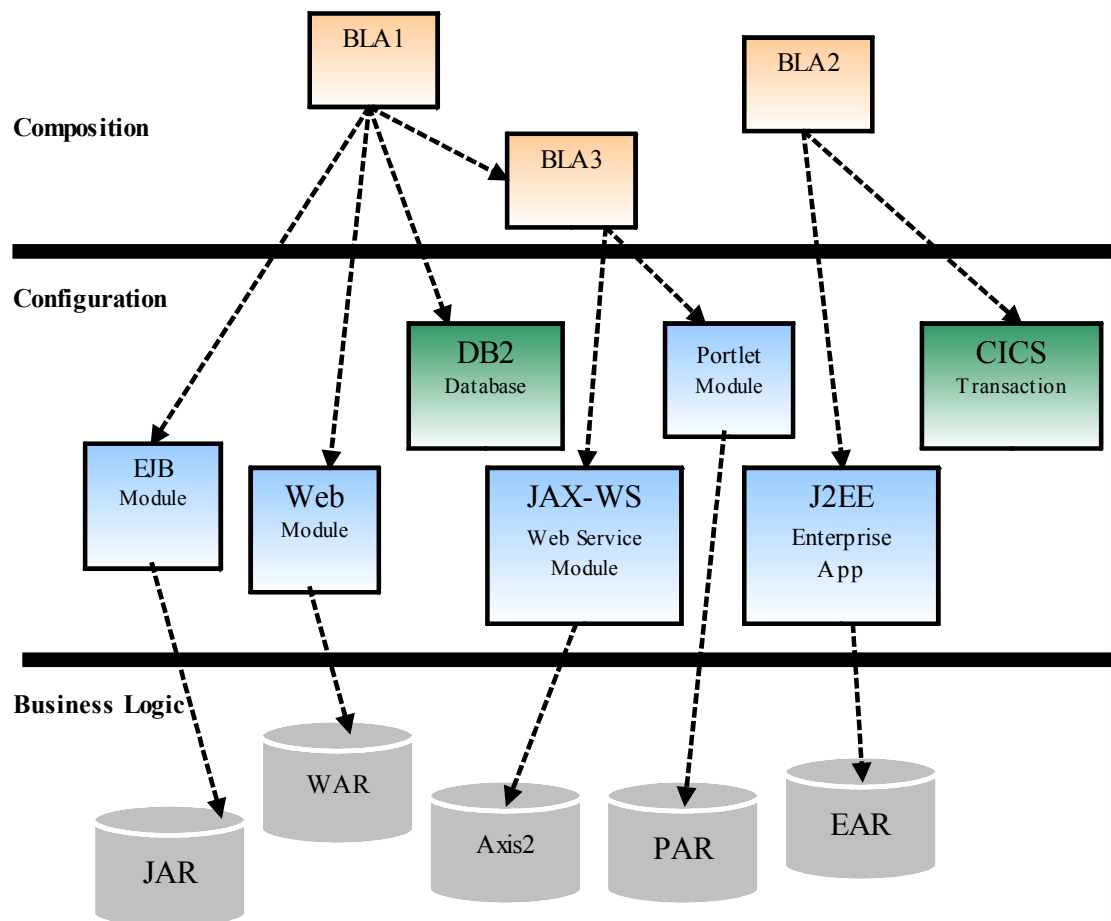 BLA1
BLA2
Composition
BLA3
Configuration
DB2
Database
Portlet
Module
CICS
Transaction
EJB
Module
Web
Module
JAX-WS
Web Service
Module
J2EE
Enterprise
App
Business Logic
WAR
JAR
Axis2
PAR
EAR